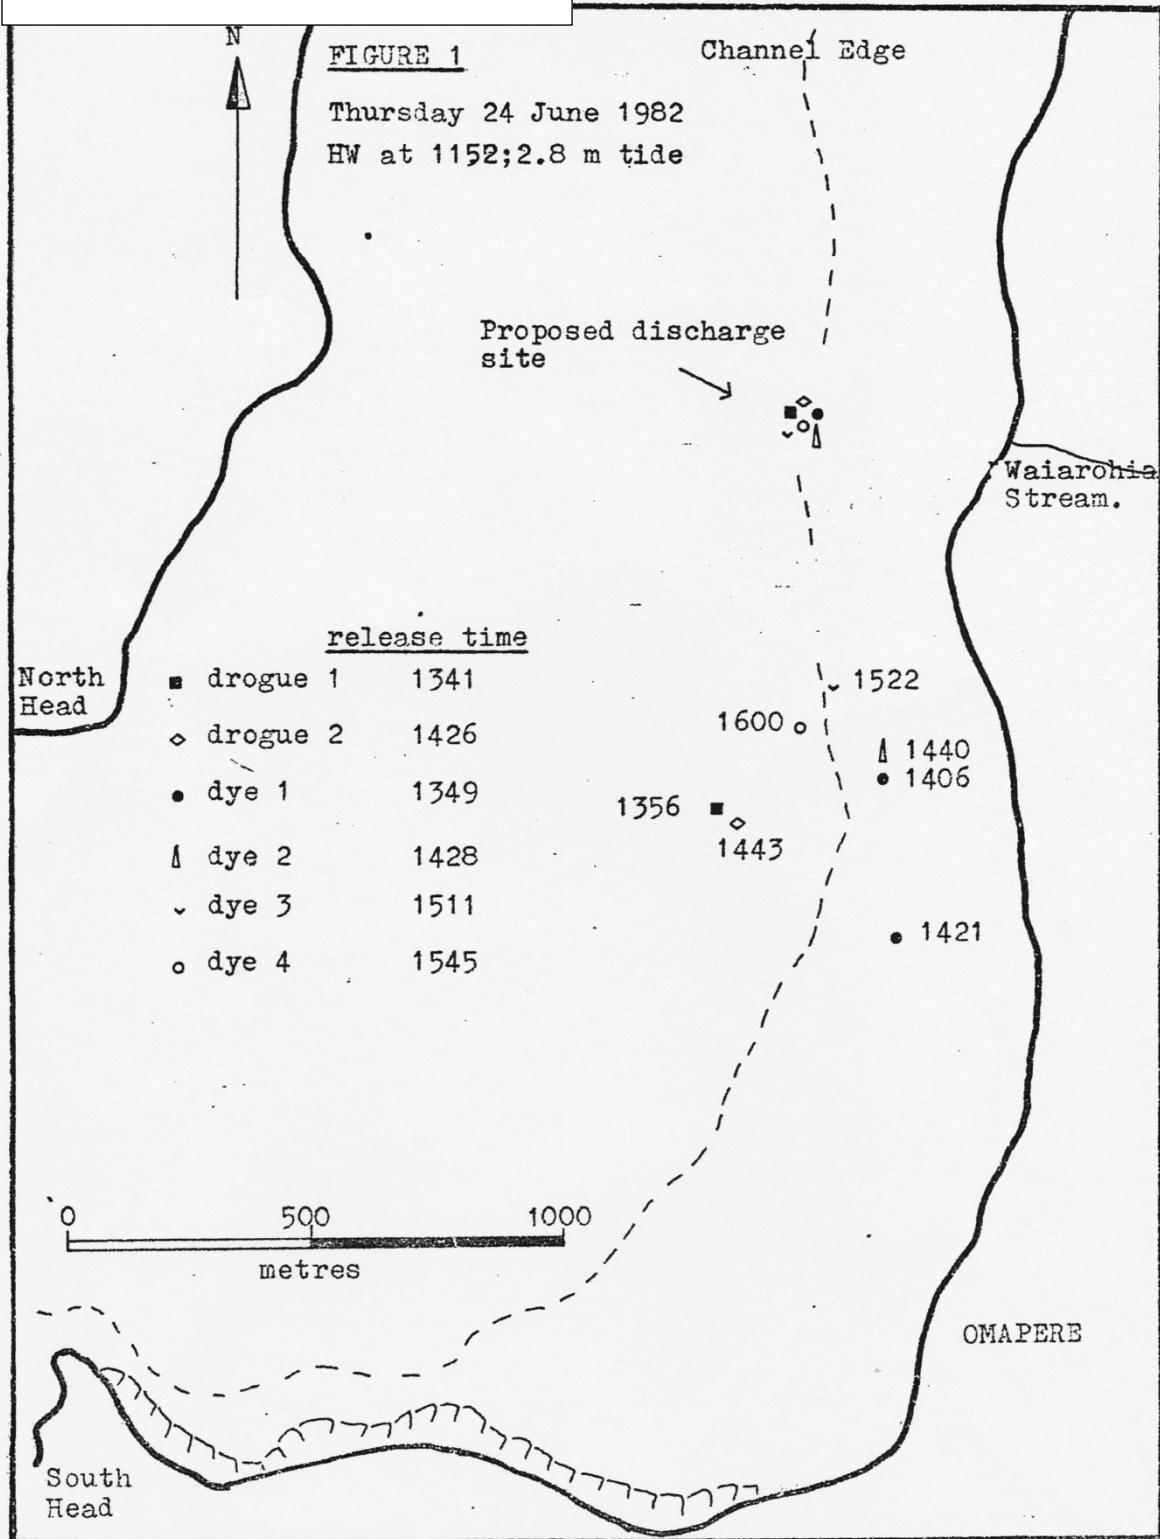 N
FIGURE 1
Channel Edge
Thursday 24 June 1982
HW at 1152;2.8 m tide
Proposed discharge
site
Waiarohia
Stream.
release time
North
Head
drogue 1 1341
drogue 2 1426
dye 1 1349
dye 2 1428
dye 3 1511
dye 4 1545
1522
1600
1440
1406
1356
1443
1421
0 500 1000
metres
OMAPERE
South
Head